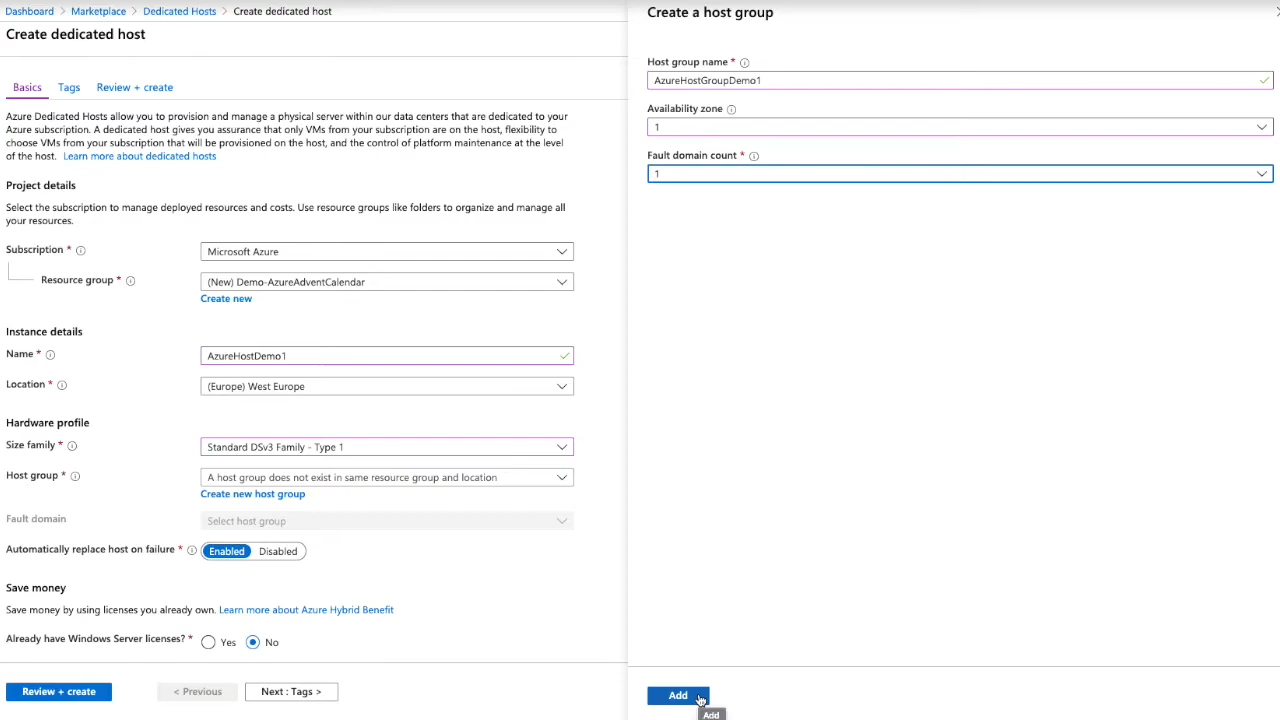 Dashboard > Marketplace > Dedicated Hosts > Create dedicated host
Create dedicated host
Basics Tags Review + create
Azure Dedicated Hosts allow you to provision and manage a physical server within our data centers that are dedicated to your
Azure subscription. A dedicated host gives you assurance that only VMs from your subscription are on the host, flexibility to
choose VMs from your subscription that will be provisioned on the host, and the control of platform maintenance at the level
of the host. Learn more about dedicated hosts
Project details
Select the subscription to manage deployed resources and costs. Use resource groups like folders to organize and manage all
your resources.
Subscription * Microsoft Azure
Resource group * (New) Demo-AzureAdventCalendar
Create new
Instance details
Name * AzureHostDemo1
Location * (Europe) West Europe
Hardware profile
Size family * Standard DSv3 Family - Type 1
Host group * A host group does not exist in same resource group and location
Create new host group
Fault domain Select host group
Automatically replace host on failure * Enabled Disabled
Save money
Save money by using licenses you already own. Learn more about Azure Hybrid Benefit
Already have Windows Server licenses? * Yes No
Review + create < Previous Next : Tags >
Create a host group
Host group name *
AzureHostGroupDemo1
Availability zone
1
Fault domain count *
1
Add
Add